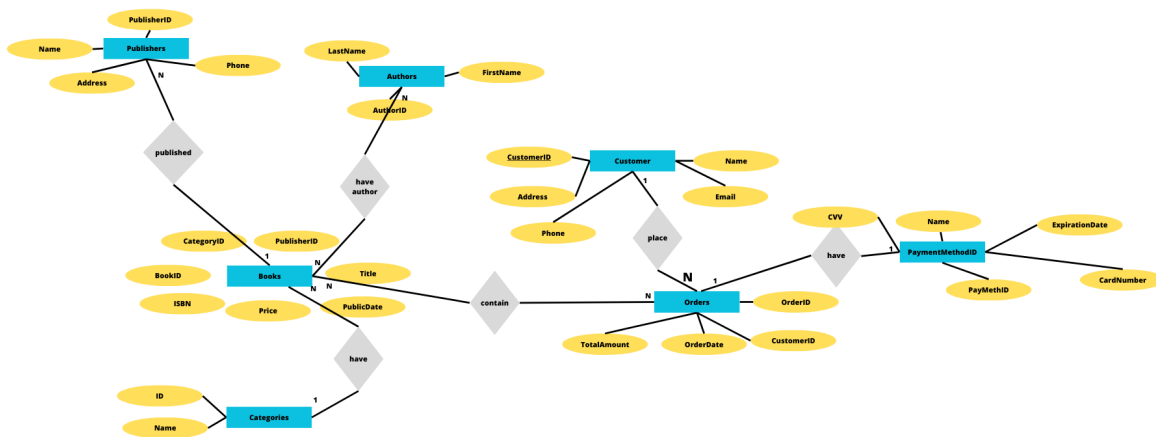 PublisherID
Name
Publishers
Phone
Address
N
LastName
FirstName
Authors
N
AuthorID
published
have
author
CustomerID
Customer
Name
Address
1
Email
Phone
place
CVV
Name
ExpirationDate
have
1
PaymentMethodID
CardNumber
PayMethID
CategoryID
PublisherID
1
N
BookID
Books
Title
N
N
ISBN
Price
PublicDate
contain
N
1
N
Orders
OrderID
TotalAmount
OrderDate
CustomerID
have
ID
1
Categories
Name